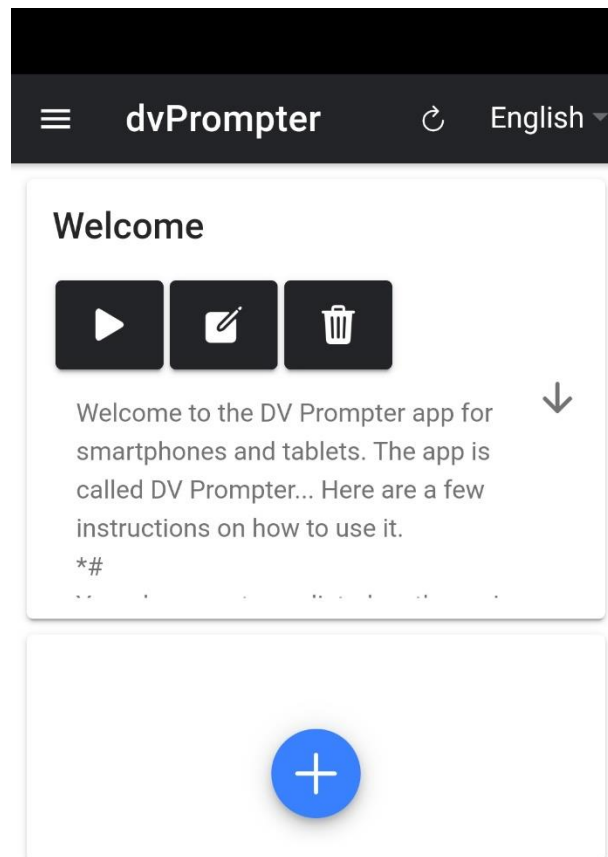 dvPrompter English
Welcome
Welcome to the DV Prompter app for
smartphones and tablets. The app is
called DV Prompter... Here are a few
instructions on how to use it.
*#